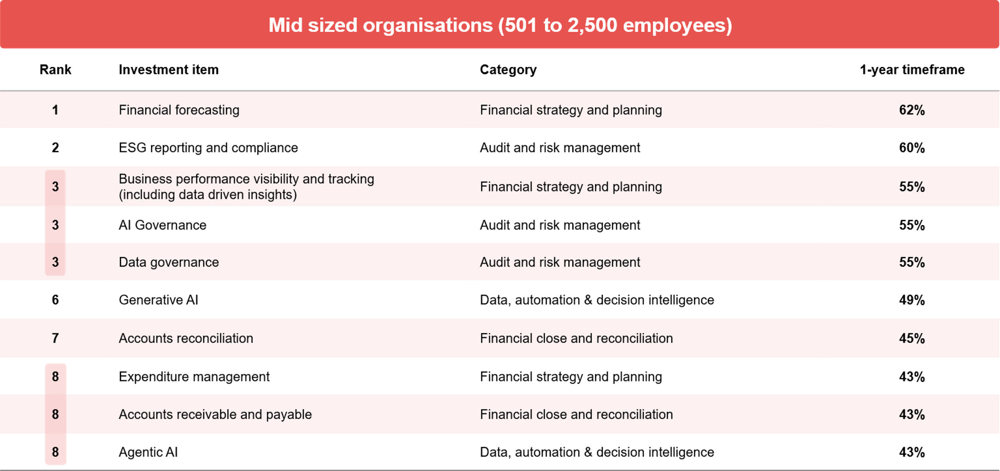 Mid sized organisations (501 to 2,500 employees)
Rank Investment item Category 1-year timeframe
1 Financial forecasting Financial strategy and planning 62%
2 ESG reporting and compliance Audit and risk management 60%
3 Business performance visibility and tracking
(including data driven insights) Financial strategy and planning 55%
3 AI Governance Audit and risk management 55%
3 Data governance Audit and risk management 55%
6 Generative AI Data, automation & decision intelligence 49%
7 Accounts reconciliation Financial close and reconciliation 45%
8 Expenditure management Financial strategy and planning 43%
8 Accounts receivable and payable Financial close and reconciliation 43%
8 Agentic AI Data, automation & decision intelligence 43%